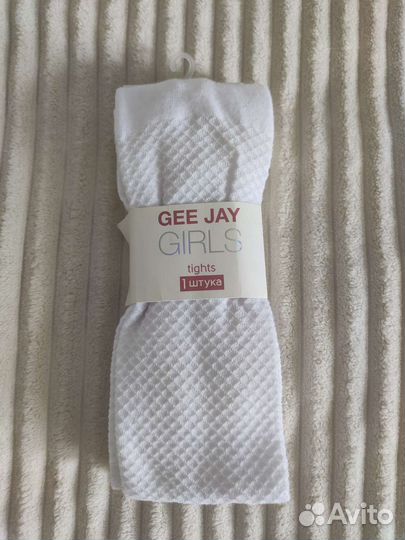 GEE JAY
GIRLS
tights
1 штука
Avito